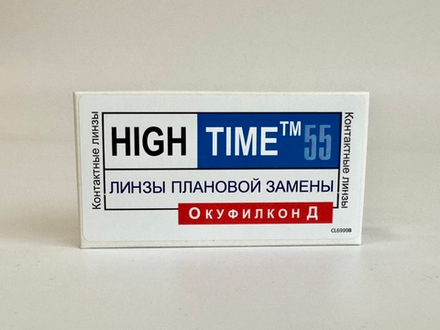 Контактные линзы
HIGH TIME™ 55
ЛИНЗЫ ПЛАНОВОЙ ЗАМЕНЫ
ОКУФИЛКОН Д
Контактные линзы
CL6999B